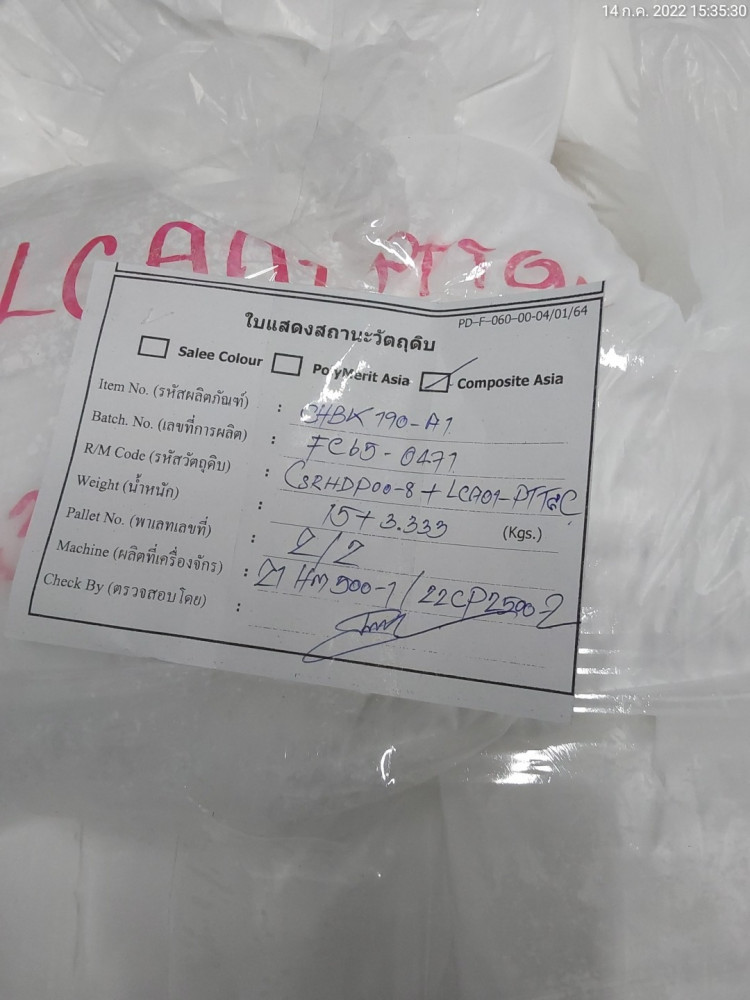 14 ก.ค. 2022 15:35:30
LCA01 PTTGC
PD-F-060-00-04/01/64
ใบแสดงสถานะวัตถุดิบ
Salee Colour PolyMerit Asia Composite Asia
Item No. (รหัสผลิตภัณฑ์) : CHBK790-A1
Batch. No. (เลขที่การผลิต) : FC65-0471
R/M Code (รหัสวัตถุดิบ) : CSRHDP00-8 + LCA01-PTTGC
Weight (น้ำหนัก) : 15+3.333 (Kgs.)
Pallet No. (พาเลทเลขที่) : 2/2
Machine (ผลิตที่เครื่องจักร) : 21HM500-1/22CP2500-2
Check By (ตรวจสอบโดย) :